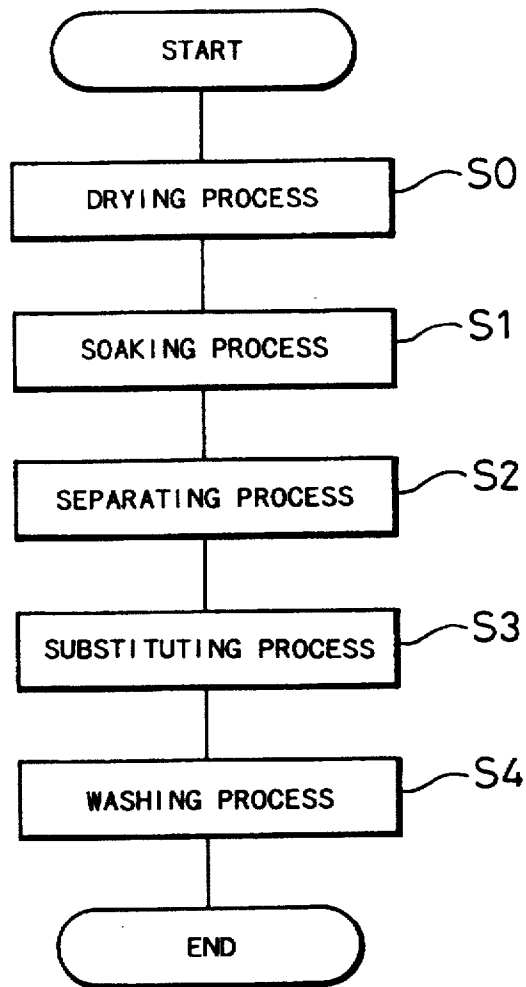 START
DRYING PROCESS
S0
SOAKING PROCESS
S1
SEPARATING PROCESS
S2
SUBSTITUTING PROCESS
S3
WASHING PROCESS
S4
END